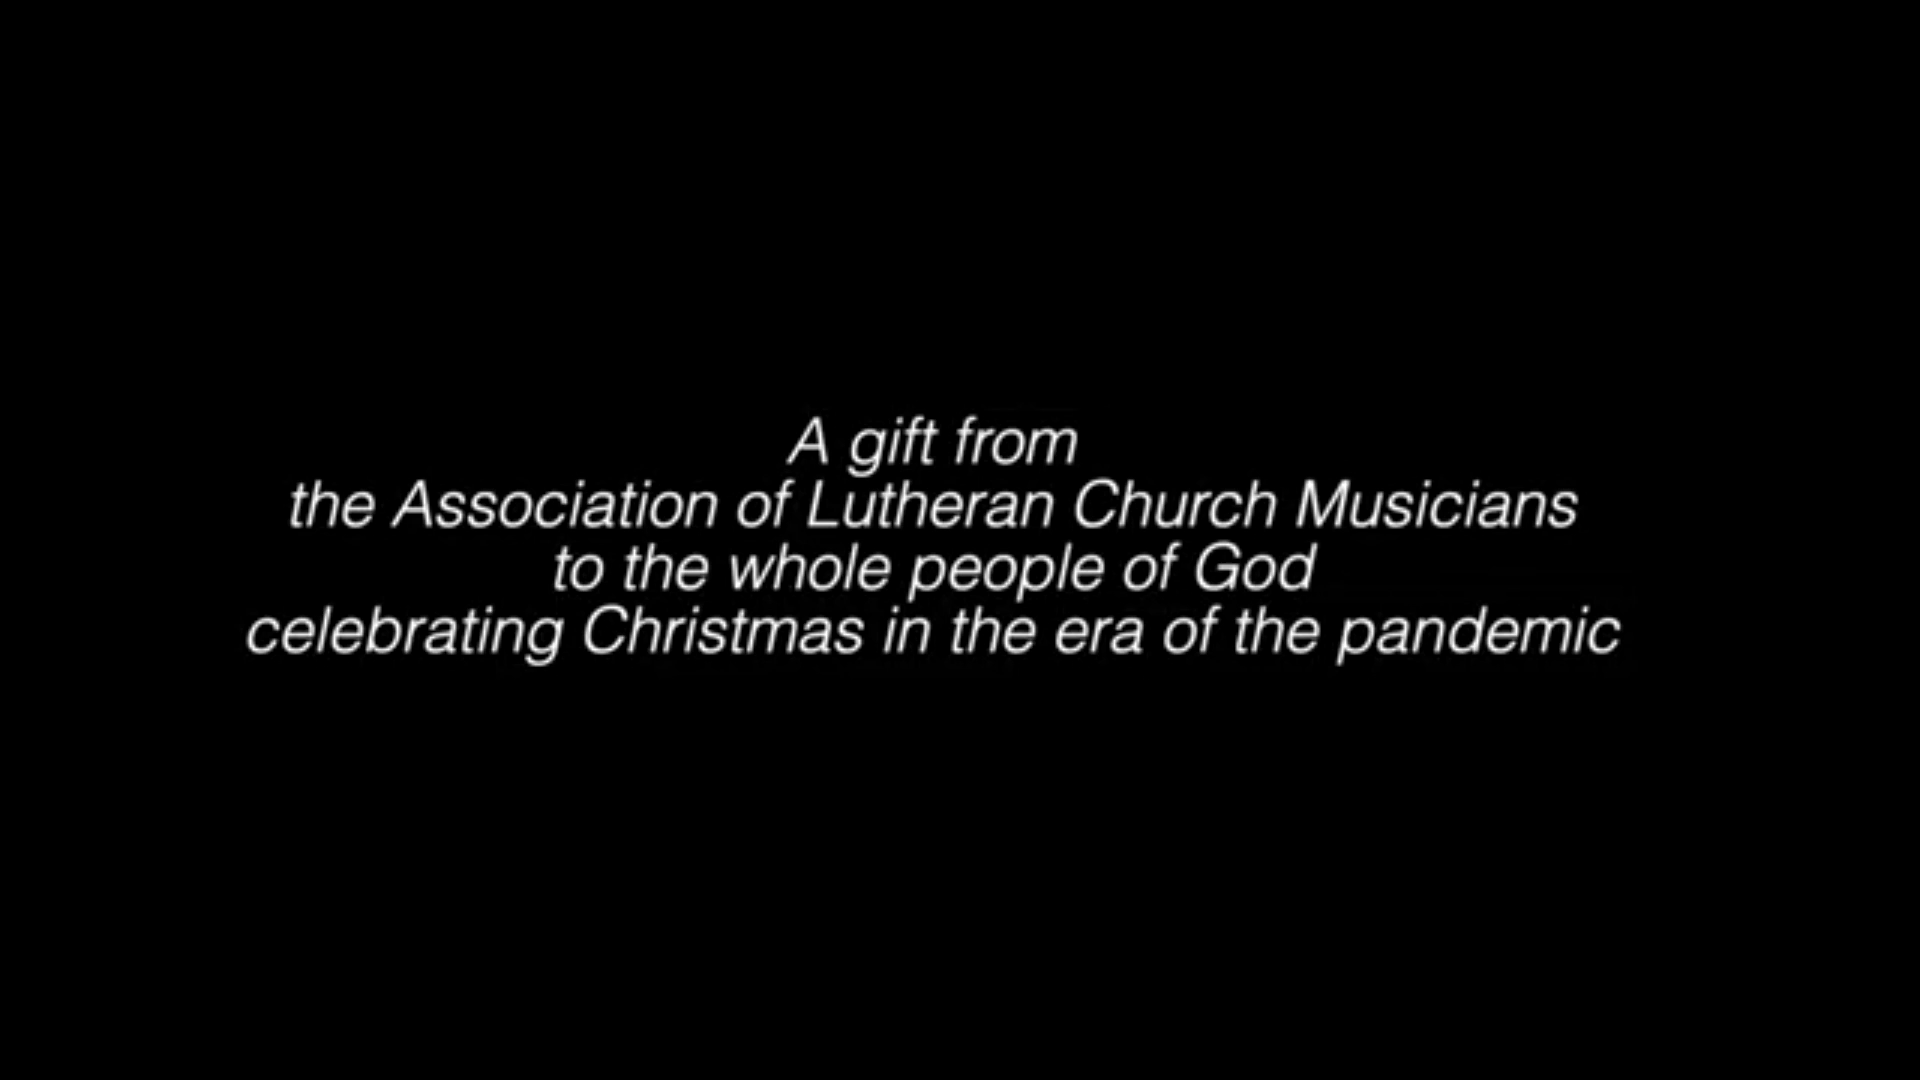 A gift from
the Association of Lutheran Church Musicians
to the whole people of God
celebrating Christmas in the era of the pandemic